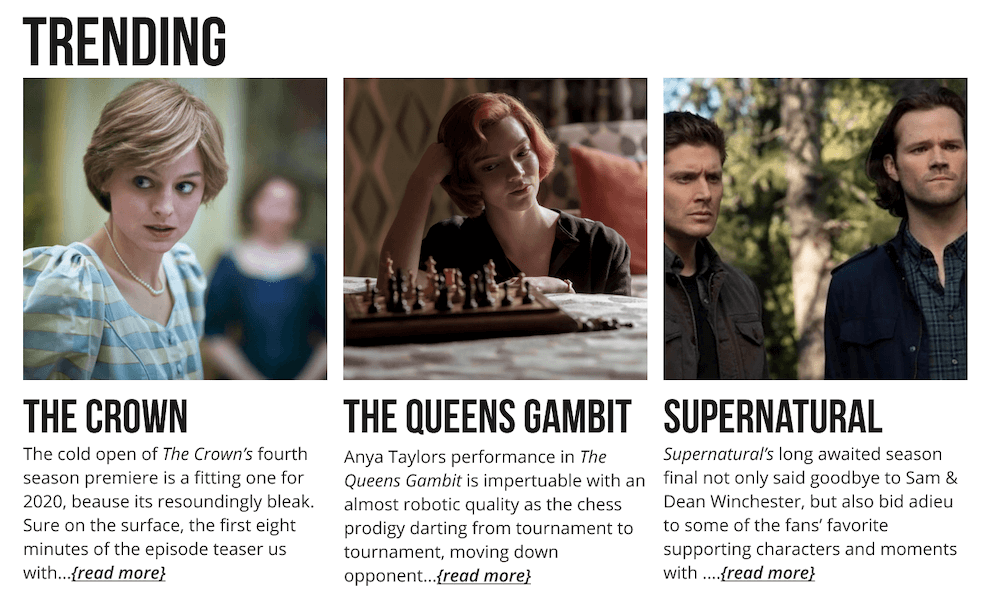 TRENDING
THE CROWN
The cold open of The Crown's fourth
season premiere is a fitting one for
2020, beause its resoundingly bleak.
Sure on the surface, the first eight
minutes of the episode teaser us
with...{read more}
THE QUEENS GAMBIT
Anya Taylors performance in The
Queens Gambit is impertuable with an
almost robotic quality as the chess
prodigy darting from tournament to
tournament, moving down
opponent...{read more}
SUPERNATURAL
Supernatural's long awaited season
final not only said goodbye to Sam &
Dean Winchester, but also bid adieu
to some of the fans' favorite
supporting characters and moments
with ....{read more}